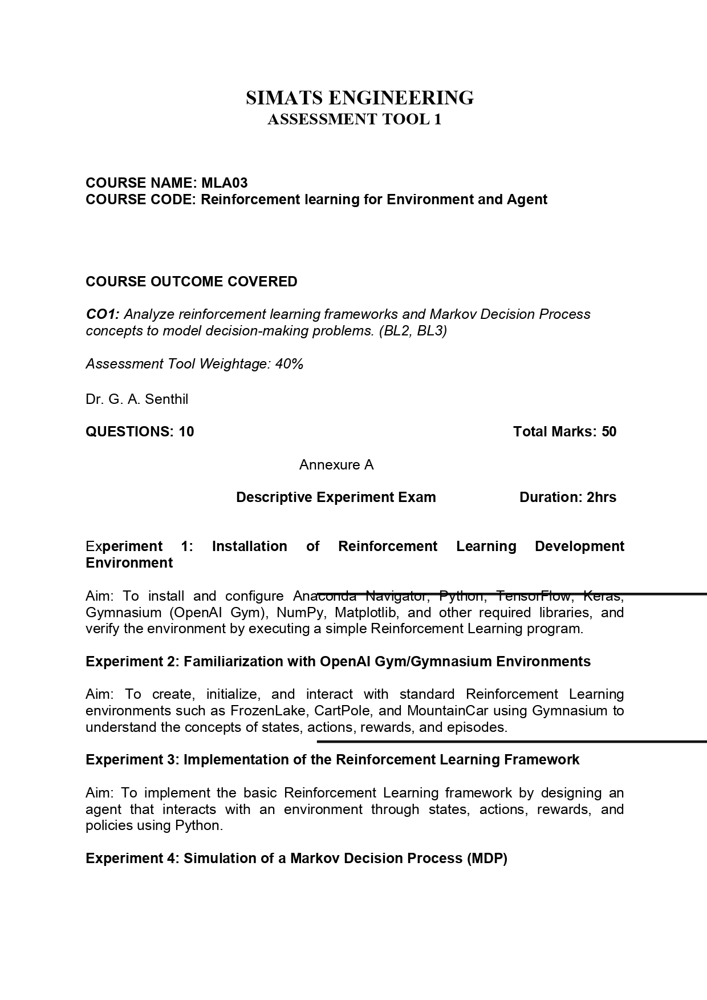 SIMATS ENGINEERING
ASSESSMENT TOOL 1
COURSE NAME: MLA03
COURSE CODE: Reinforcement learning for Environment and Agent
COURSE OUTCOME COVERED
CO1: Analyze reinforcement learning frameworks and Markov Decision Process
concepts to model decision-making problems. (BL2, BL3)
Assessment Tool Weightage: 40%
Dr. G. A. Senthil
QUESTIONS: 10 Total Marks: 50
Annexure A
Descriptive Experiment Exam Duration: 2hrs
Experiment 1: Installation of Reinforcement Learning Development
Environment
Aim: To install and configure Anaconda Navigator, Python, TensorFlow, Keras,
Gymnasium (OpenAI Gym), NumPy, Matplotlib, and other required libraries, and
verify the environment by executing a simple Reinforcement Learning program.
Experiment 2: Familiarization with OpenAI Gym/Gymnasium Environments
Aim: To create, initialize, and interact with standard Reinforcement Learning
environments such as FrozenLake, CartPole, and MountainCar using Gymnasium to
understand the concepts of states, actions, rewards, and episodes.
Experiment 3: Implementation of the Reinforcement Learning Framework
Aim: To implement the basic Reinforcement Learning framework by designing an
agent that interacts with an environment through states, actions, rewards, and
policies using Python.
Experiment 4: Simulation of a Markov Decision Process (MDP)